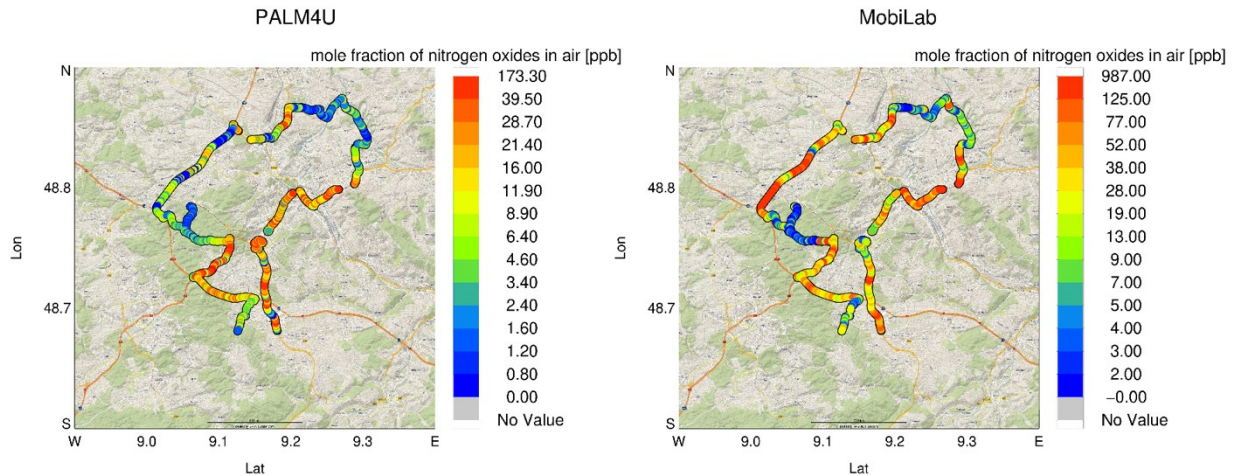 PALM4U
MobiLab
mole fraction of nitrogen oxides in air [ppb]
mole fraction of nitrogen oxides in air [ppb]
N
173.30
39.50
28.70
21.40
16.00
11.90
8.90
6.40
4.60
3.40
2.40
1.60
1.20
0.80
0.00
No Value
48.8
48.7
S
Lon
W
9.0
9.1
9.2
9.3
E
Lat
N
987.00
125.00
77.00
52.00
38.00
28.00
19.00
13.00
9.00
7.00
5.00
4.00
3.00
2.00
−0.00
No Value
48.8
48.7
S
Lon
W
9.0
9.1
9.2
9.3
E
Lat